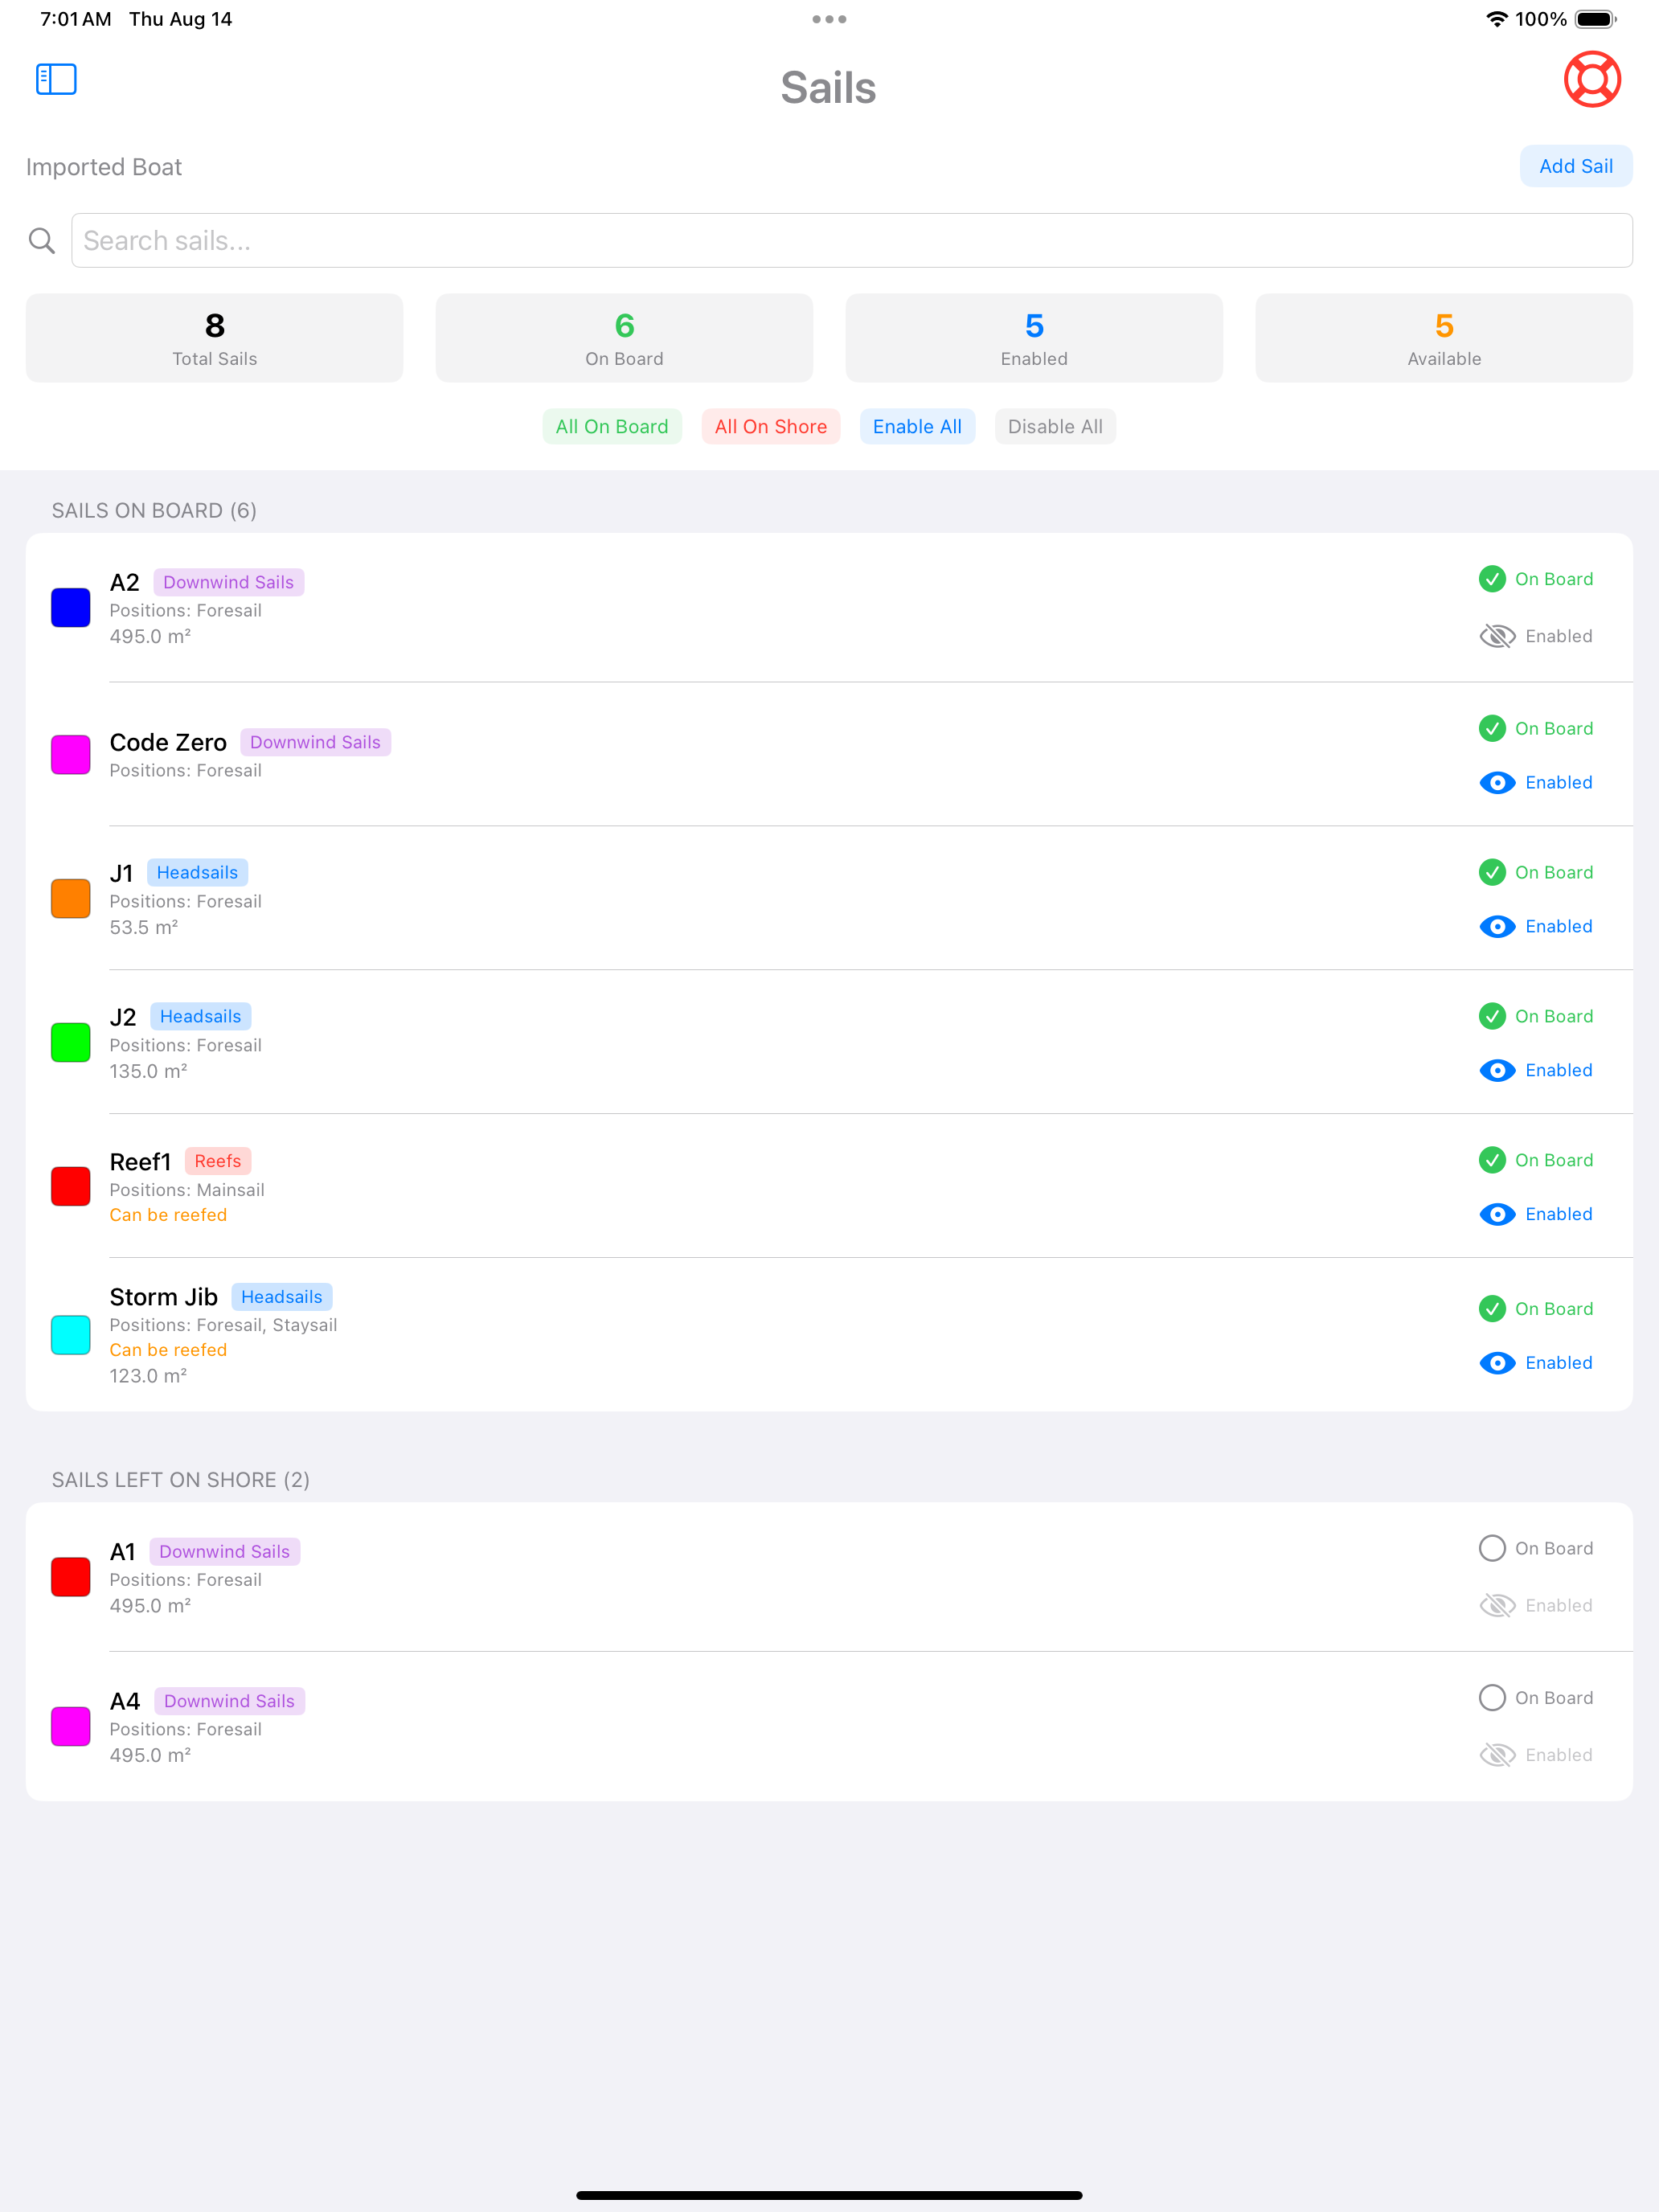 7:01 AM Thu Aug 14
100%
Sails
Imported Boat
Add Sail
Search sails...
8
Total Sails
6
On Board
5
Enabled
5
Available
All On Board
All On Shore
Enable All
Disable All
SAILS ON BOARD (6)
A2 Downwind Sails
Positions: Foresail
495.0 m²
On Board
Enabled
Code Zero Downwind Sails
Positions: Foresail
On Board
Enabled
J1 Headsails
Positions: Foresail
53.5 m²
On Board
Enabled
J2 Headsails
Positions: Foresail
135.0 m²
On Board
Enabled
Reef1 Reefs
Positions: Mainsail
Can be reefed
On Board
Enabled
Storm Jib Headsails
Positions: Foresail, Staysail
Can be reefed
123.0 m²
On Board
Enabled
SAILS LEFT ON SHORE (2)
A1 Downwind Sails
Positions: Foresail
495.0 m²
On Board
Enabled
A4 Downwind Sails
Positions: Foresail
495.0 m²
On Board
Enabled